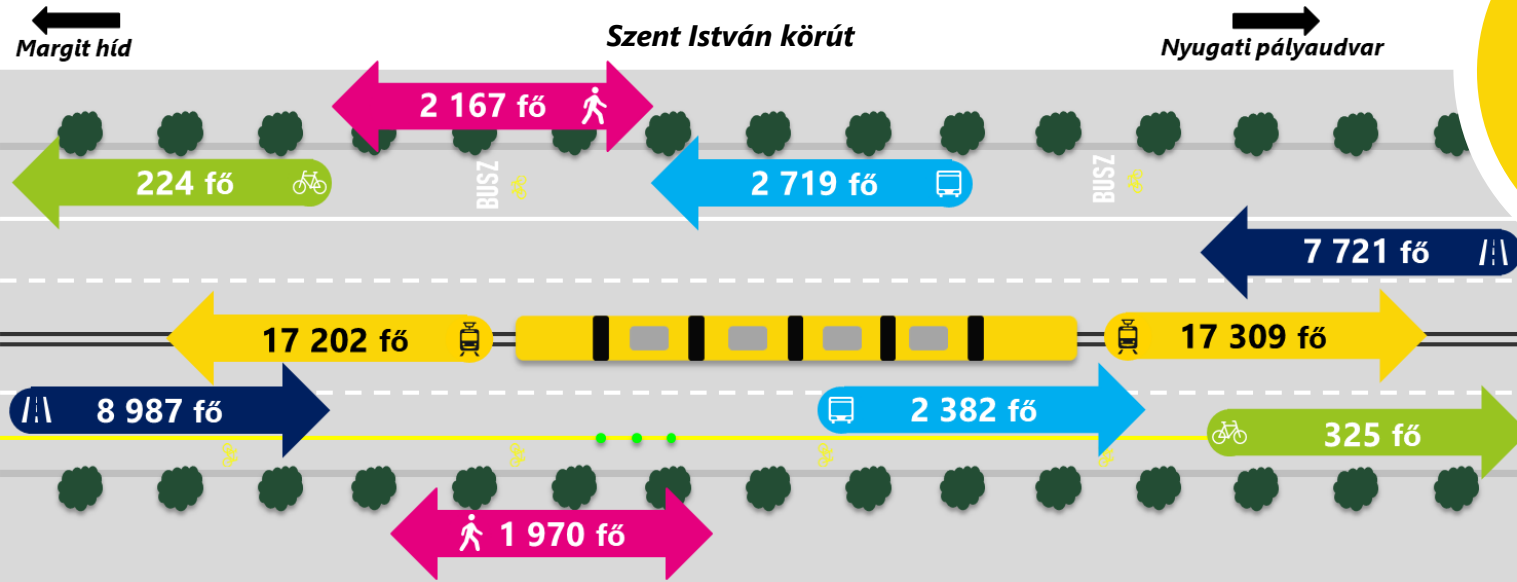 Margit híd
Szent István körút
Nyugati pályaudvar
2 167 fő
224 fő
BUSZ
2 719 fő
BUSZ
7 721 fő
17 202 fő
17 309 fő
8 987 fő
2 382 fő
325 fő
1 970 fő